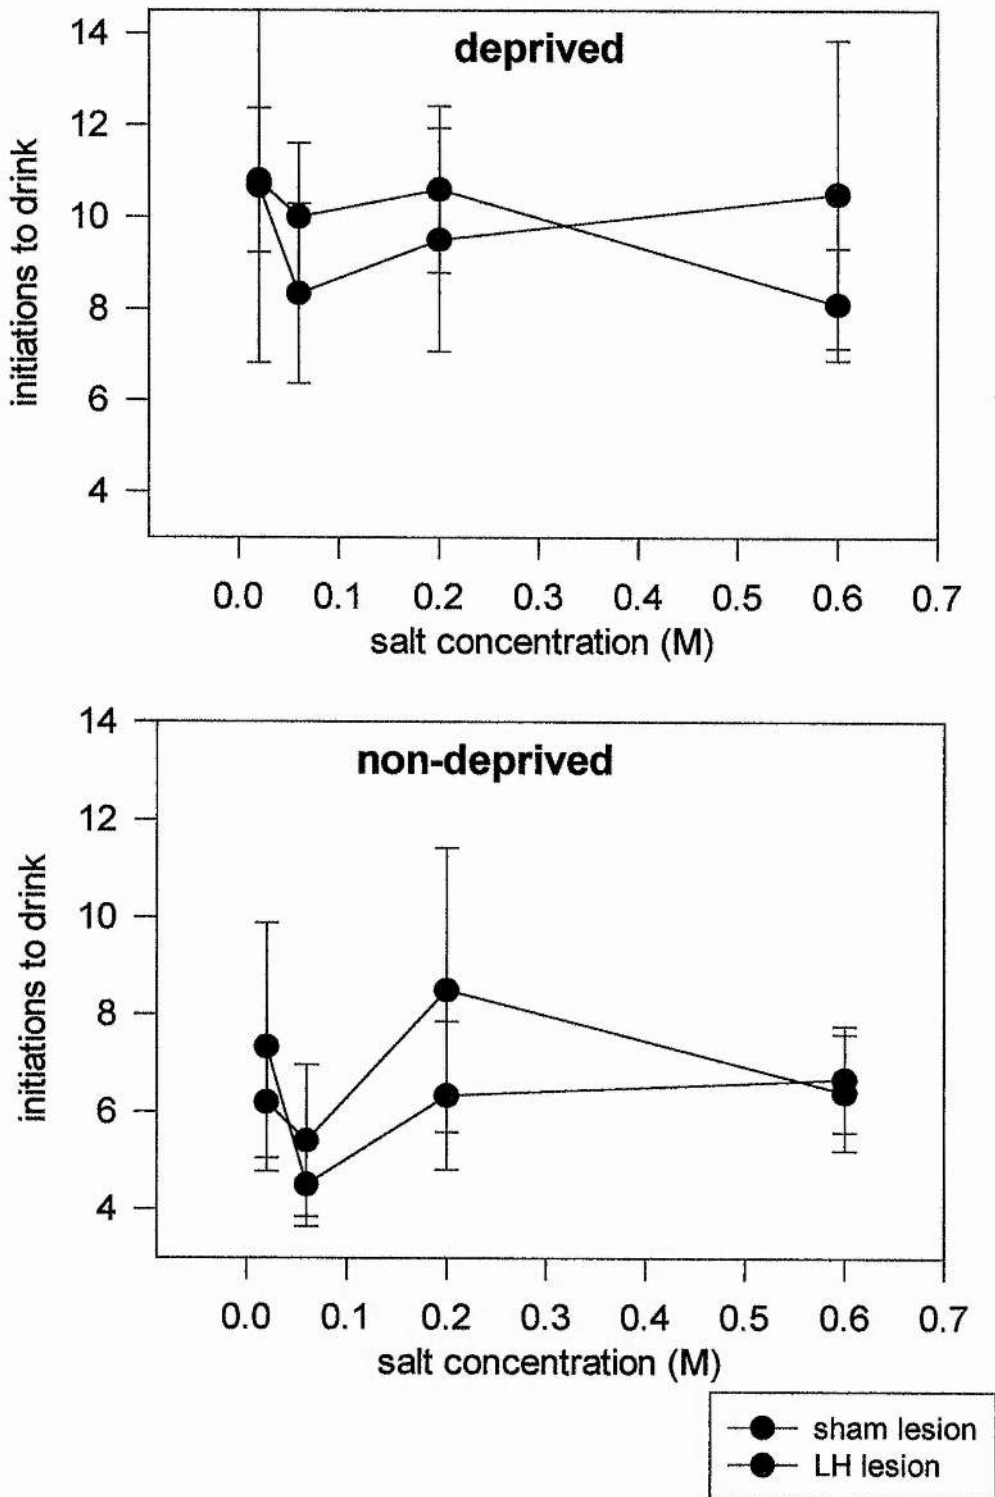 deprived
14
12
10
8
6
4
initiations to drink
0.0 0.1 0.2 0.3 0.4 0.5 0.6 0.7
salt concentration (M)
non-deprived
14
12
10
8
6
4
initiations to drink
0.0 0.1 0.2 0.3 0.4 0.5 0.6 0.7
salt concentration (M)
sham lesion
LH lesion